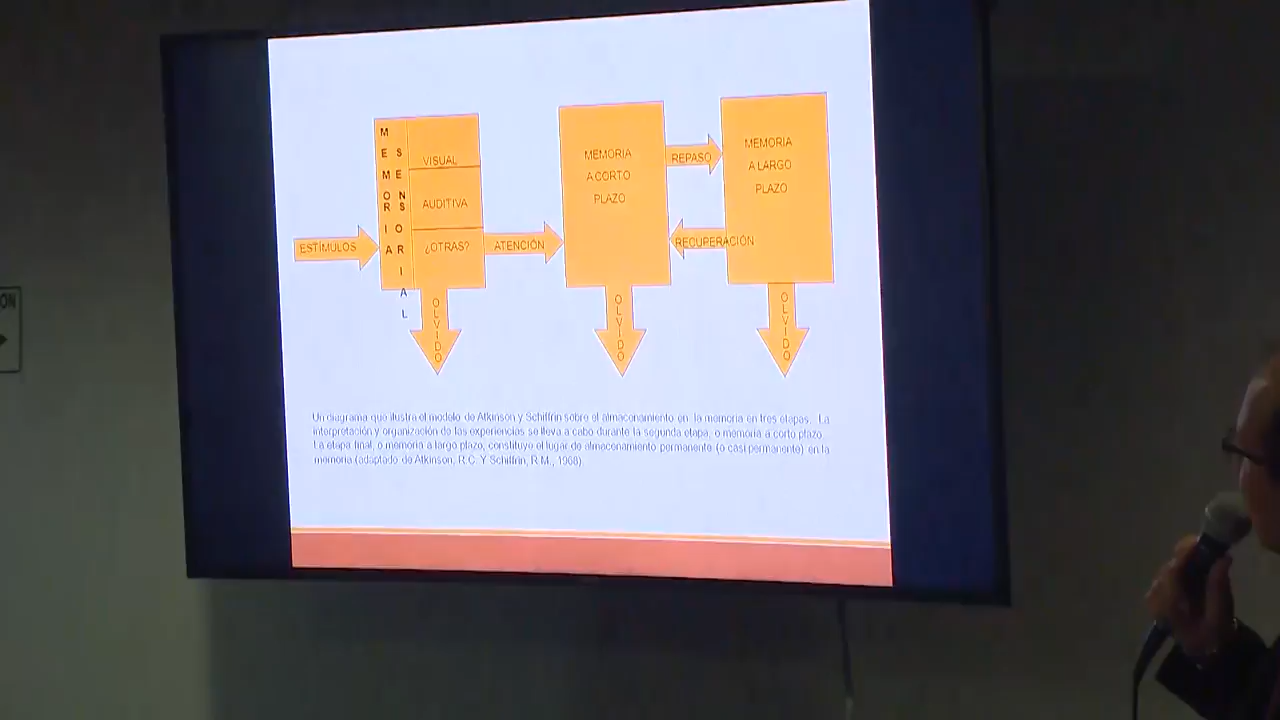 MEMORIA
SENSORIAL
VISUAL
AUDITIVA
¿OTRAS?
ESTÍMULOS
ATENCIÓN
MEMORIA
A CORTO
PLAZO
REPASO
RECUPERACIÓN
MEMORIA
A LARGO
PLAZO
OLVIDO
OLVIDO
OLVIDO
Un diagrama que ilustra el modelo de Atkinson y Schiffrin sobre el almacenamiento en la memoria en tres etapas. La
interpretación y organización de las experiencias se lleva a cabo durante la segunda etapa, o memoria a corto plazo.
La etapa final, o memoria a largo plazo, constituye el lugar de almacenamiento permanente (o casi permanente) en la
memoria (adaptado de Atkinson, R.C. Y Schiffrin, R.M., 1968).
ON